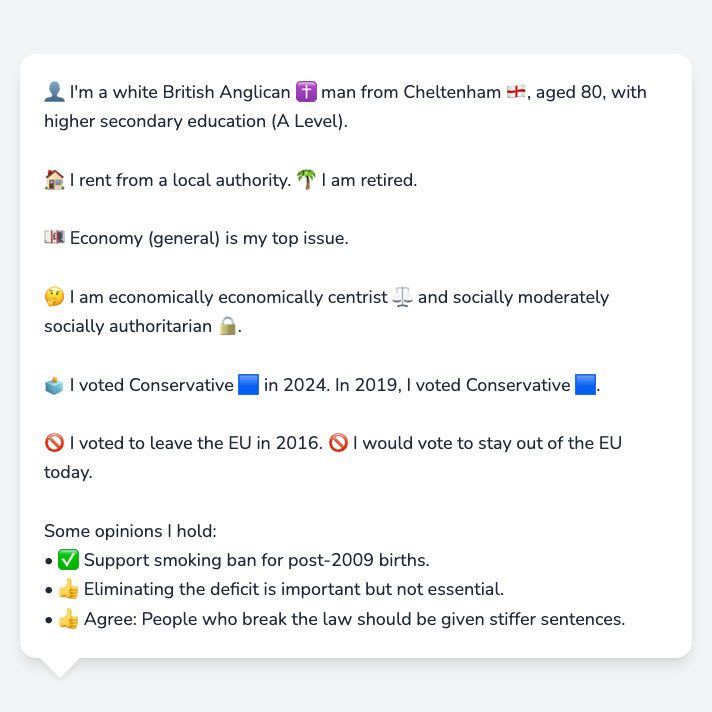 👤 I'm a white British Anglican ✝️ man from Cheltenham 🏴󠁧󠁢󠁥󠁮󠁧󠁿, aged 80, with
higher secondary education (A Level).
🏠 I rent from a local authority. 🌴 I am retired.
💷 Economy (general) is my top issue.
🤔 I am economically economically centrist ⚖️ and socially moderately
socially authoritarian 🔒.
🗳️ I voted Conservative 🟦 in 2024. In 2019, I voted Conservative 🟦.
🚫 I voted to leave the EU in 2016. 🚫 I would vote to stay out of the EU
today.
Some opinions I hold:
• ✅ Support smoking ban for post-2009 births.
• 👍 Eliminating the deficit is important but not essential.
• 👍 Agree: People who break the law should be given stiffer sentences.